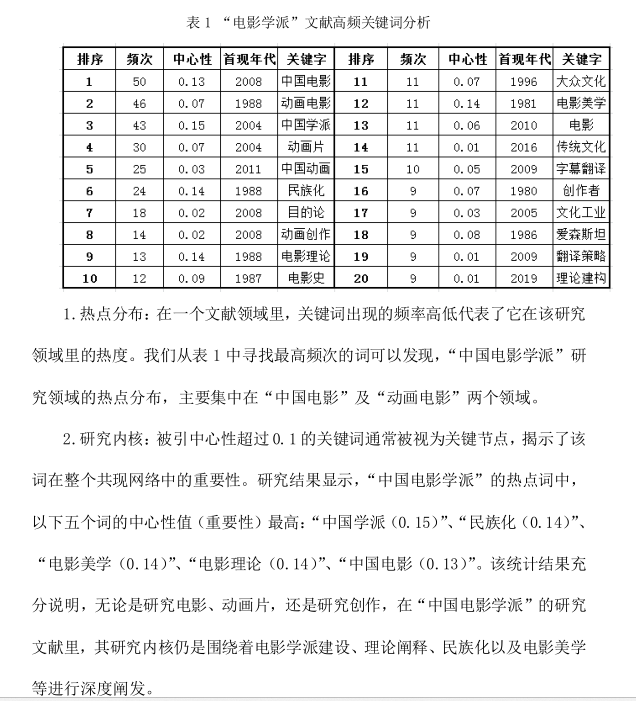 表 1 “电影学派”文献高频关键词分析
排序 频次 中心性 首现年代 关键字 排序 频次 中心性 首现年代 关键字
1 50 0.13 2008 中国电影 11 11 0.07 1996 大众文化
2 46 0.07 1988 动画电影 12 11 0.14 1981 电影美学
3 43 0.15 2004 中国学派 13 11 0.06 2010 电影
4 30 0.07 2004 动画片 14 11 0.01 2016 传统文化
5 25 0.03 2011 中国动画 15 10 0.05 2009 字幕翻译
6 24 0.14 1988 民族化 16 9 0.07 1980 创作者
7 18 0.02 2008 目的论 17 9 0.03 2005 文化工业
8 14 0.02 2008 动画创作 18 9 0.08 1986 爱森斯坦
9 13 0.14 1988 电影理论 19 9 0.01 2009 翻译策略
10 12 0.09 1987 电影史 20 9 0.01 2019 理论建构
1.热点分布：在一个文献领域里，关键词出现的频率高低代表了它在该研究
领域里的热度。我们从表 1 中寻找最高频次的词可以发现，“中国电影学派”研
究领域的热点分布，主要集中在“中国电影”及“动画电影”两个领域。
2.研究内核：被引中心性超过 0.1 的关键词通常被视为关键节点，揭示了该
词在整个共现网络中的重要性。研究结果显示，“中国电影学派”的热点词中，
以下五个词的中心性值（重要性）最高：“中国学派（0.15）”、“民族化（0.14）”、
“电影美学（0.14）”、“电影理论（0.14）”、“中国电影（0.13）”。该统计结果充
分说明，无论是研究电影、动画片，还是研究创作，在“中国电影学派”的研究
文献里，其研究内核仍是围绕着电影学派建设、理论阐释、民族化以及电影美学
等进行深度阐发。